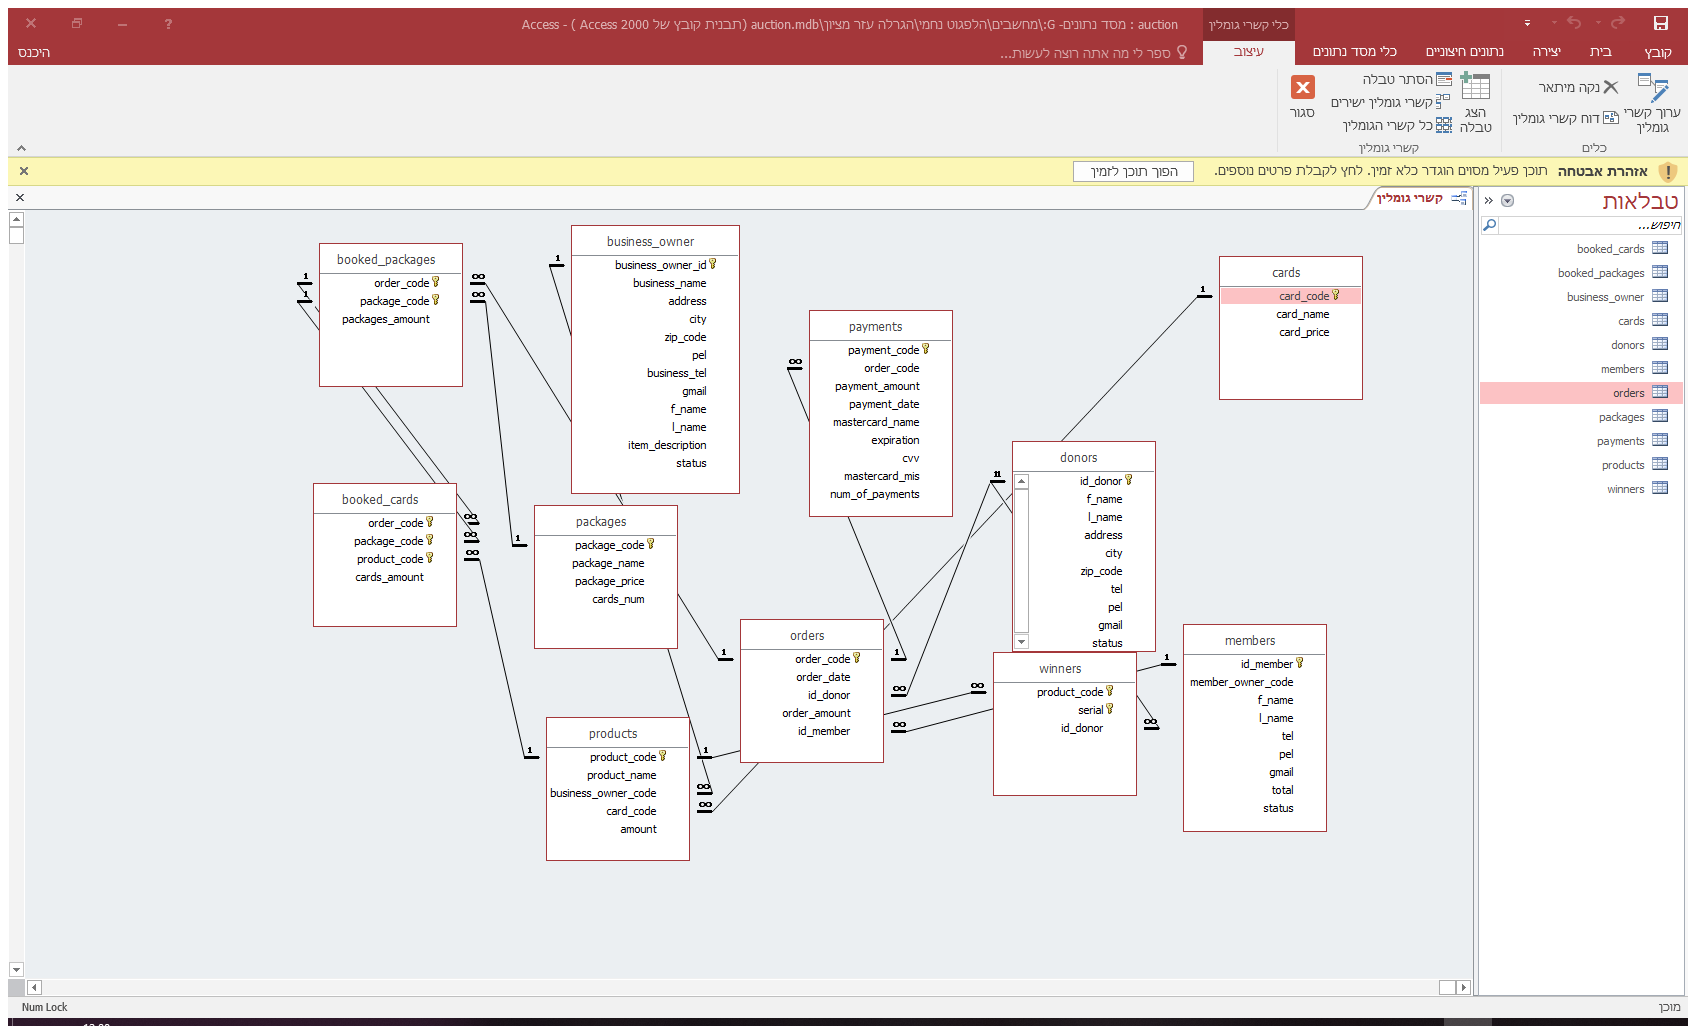 auction : מסד נתונים- G:\מחשבים\הלפגוט נחמי\הגרלה עזר מציון\auction.mdb (תבנית קובץ של Access 2000 ) - Access
כלי קשרי גומלין
קובץ
בית
יצירה
נתונים חיצוניים
כלי מסד נתונים
עיצוב
ספר לי מה אתה רוצה לעשות...
היכנס
ערוך קשרי גומלין
נקה מיתאר
דוח קשרי גומלין
כלים
הצג טבלה
הסתר טבלה
קשרי גומלין ישירים
כל קשרי הגומלין
קשרי גומלין
סגור
אזהרת אבטחה תוכן פעיל מסוים הוגדר כלא זמין. לחץ לקבלת פרטים נוספים.
הפוך תוכן לזמין
טבלאות
חיפוש...
booked_cards
booked_packages
business_owner
cards
donors
members
orders
packages
payments
products
winners
קשרי גומלין
booked_packages
order_code
package_code
packages_amount
business_owner
business_owner_id
business_name
address
city
zip_code
pel
business_tel
gmail
f_name
l_name
item_description
status
payments
payment_code
order_code
payment_amount
payment_date
mastercard_name
expiration
cvv
mastercard_mis
num_of_payments
cards
card_code
card_name
card_price
donors
id_donor
f_name
l_name
address
city
zip_code
tel
pel
gmail
status
booked_cards
order_code
package_code
product_code
cards_amount
packages
package_code
package_name
package_price
cards_num
orders
order_code
order_date
id_donor
order_amount
id_member
winners
product_code
serial
id_donor
members
id_member
member_owner_code
f_name
l_name
tel
pel
gmail
total
status
products
product_code
product_name
business_owner_code
card_code
amount
מוכן
Num Lock